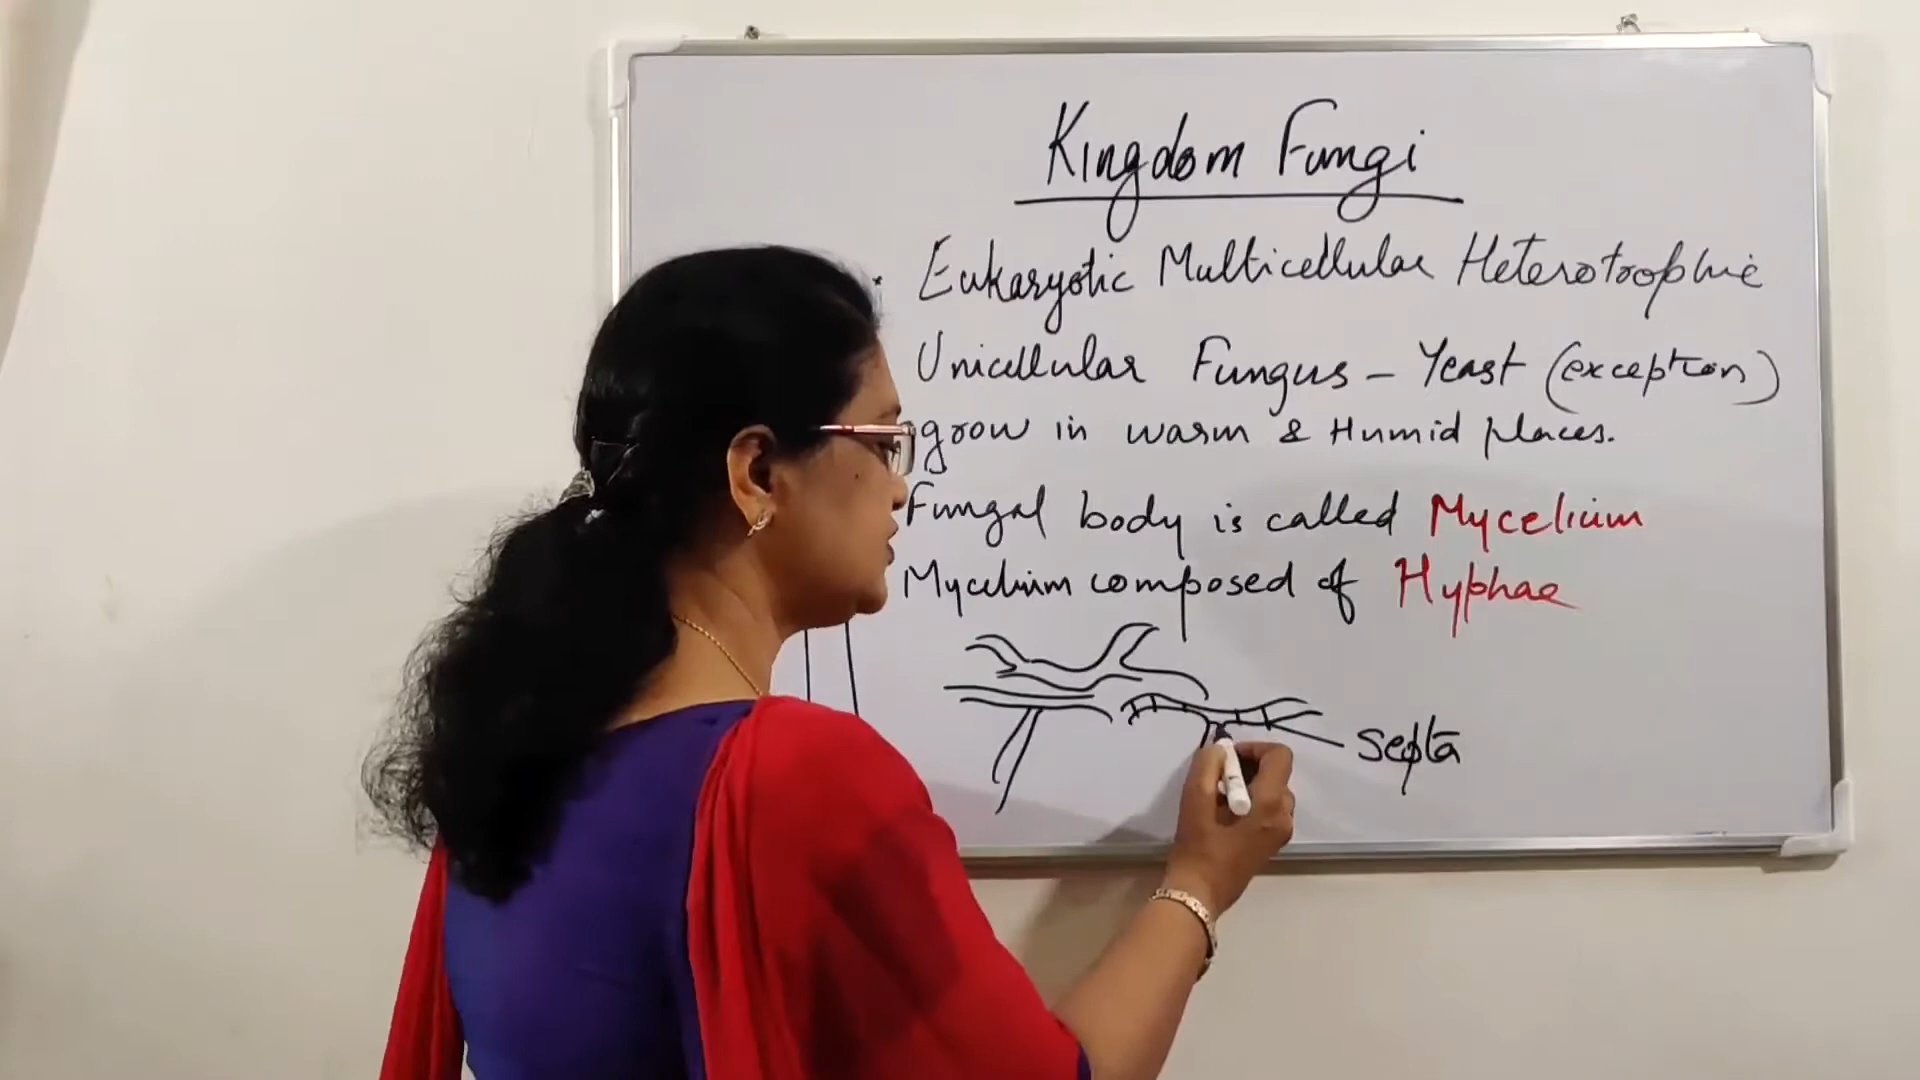 Kingdom Fungi
Eukaryotic Multicellular Heterotrophic
Unicellular Fungus - Yeast (exception)
grow in warm & Humid places.
Fungal body is called Mycelium
Mycelium composed of Hyphae
Septa